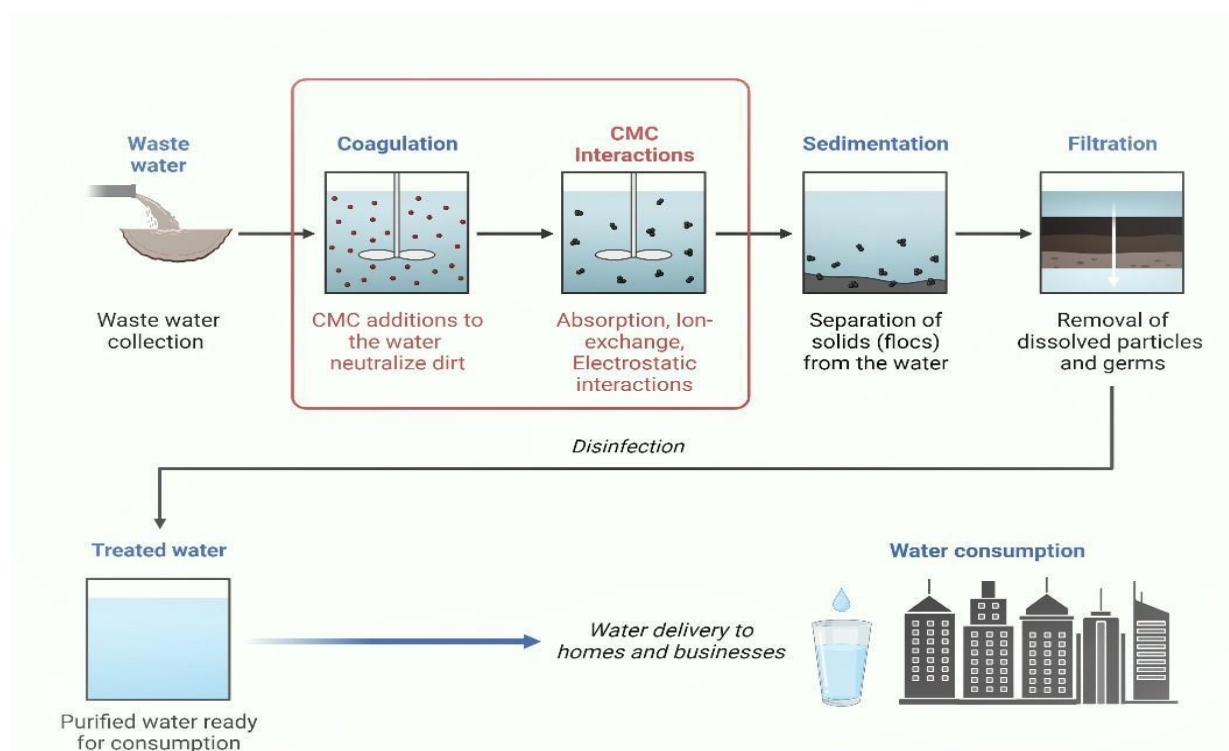 Waste
water
Coagulation
CMC
Interactions
Sedimentation
Filtration
Waste water
collection
CMC additions to
the water
neutralize dirt
Absorption, Ion-
exchange,
Electrostatic
interactions
Separation of
solids (flocs)
from the water
Removal of
dissolved particles
and germs
Disinfection
Treated water
Water consumption
Water delivery to
homes and businesses
Purified water ready
for consumption